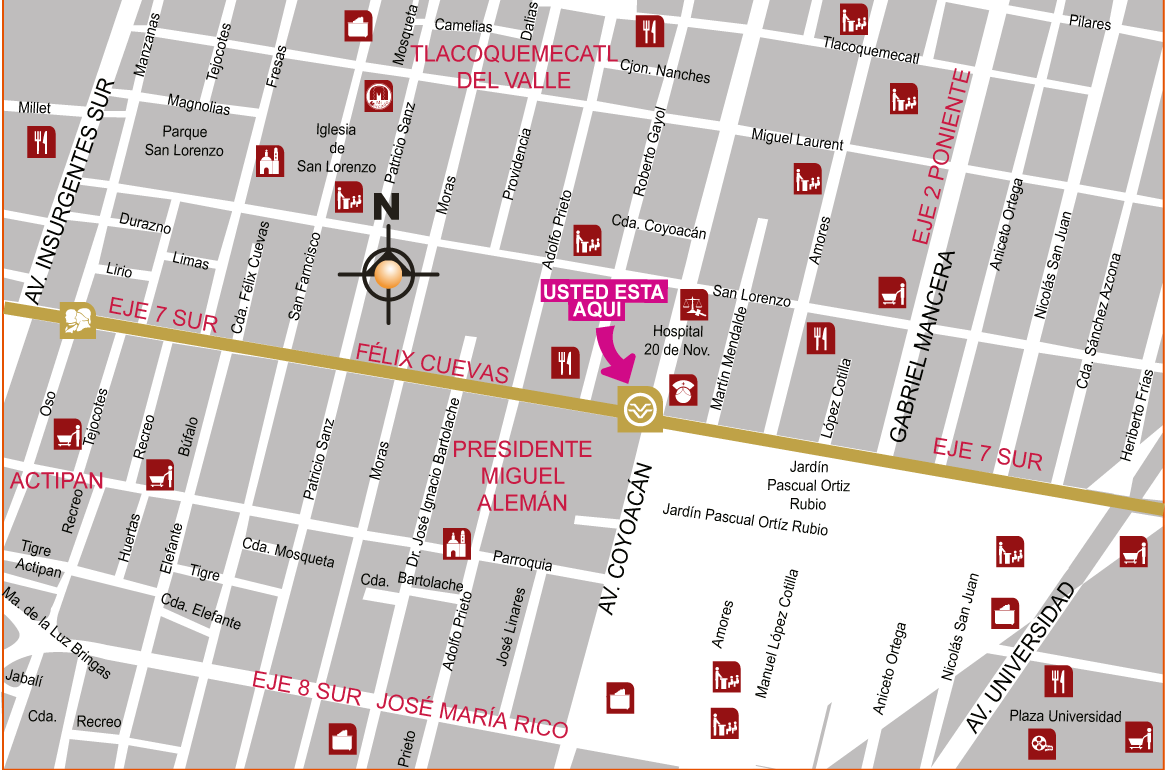 Manzanas
Tejocotes
Fresas
Mosqueta
Camelias
Dalias
Pilares
TLACOQUEMECATL
DEL VALLE
Tlacoquemecatl
Cjon. Nanches
Millet
Magnolias
AV. INSURGENTES SUR
Parque
San Lorenzo
Iglesia
de
San Lorenzo
Patricio Sanz
Moras
Providencia
Roberto Gayol
Miguel Laurent
EJE 2 PONIENTE
N
Durazno
Limas
Lirio
Cda. Félix Cuevas
San Farncisco
Adolfo Prieto
Cda. Coyoacán
Amores
Aniceto Ortega
Nicolás San Juan
Cda. Sánchez Azcona
USTED ESTA
AQUI
San Lorenzo
Hospital
20 de Nov.
Martín Mendalde
López Cotilla
GABRIEL MANCERA
Heriberto Frías
EJE 7 SUR
FÉLIX CUEVAS
EJE 7 SUR
Oso
Tejocotes
Recreo
Búfalo
Patricio Sanz
Moras
Dr. José Ignacio Bartolache
PRESIDENTE
MIGUEL
ALEMÁN
ACTIPAN
Recreo
Huertas
Elefante
AV. COYOACÁN
Jardín
Pascual Ortiz
Rubio
Jardín Pascual Ortíz Rubio
Tigre
Actipan
Tigre
Cda. Mosqueta
Cda. Bartolache
Parroquia
Cda. Elefante
Ma. de la Luz Bringas
Adolfo Prieto
José Linares
Amores
Manuel López Cotilla
Aniceto Ortega
Nicolás San Juan
AV. UNIVERSIDAD
Jabalí
Cda.
Recreo
EJE 8 SUR JOSÉ MARÍA RICO
Prieto
Plaza Universidad